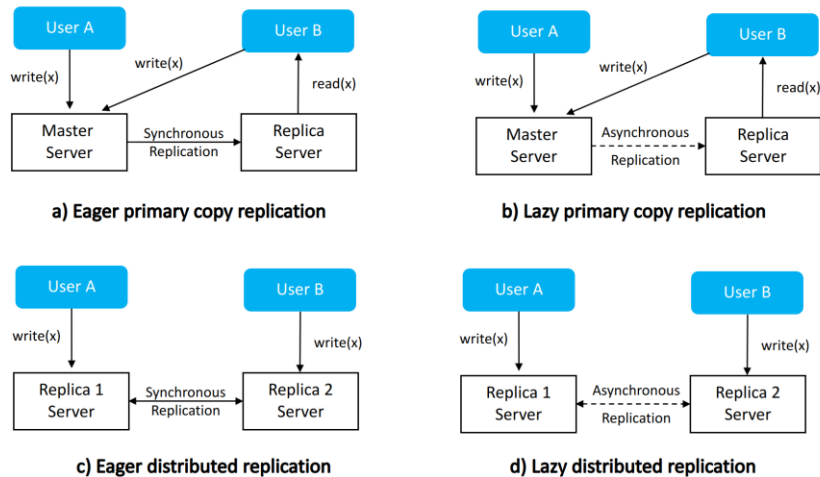 User A
User B
write(x)
write(x)
read(x)
Master
Server
Synchronous
Replication
Replica
Server
a) Eager primary copy replication
User A
User B
write(x)
write(x)
read(x)
Master
Server
Asynchronous
Replication
Replica
Server
b) Lazy primary copy replication
User A
User B
write(x)
write(x)
Replica 1
Server
Synchronous
Replication
Replica 2
Server
c) Eager distributed replication
User A
User B
write(x)
write(x)
Replica 1
Server
Asynchronous
Replication
Replica 2
Server
d) Lazy distributed replication